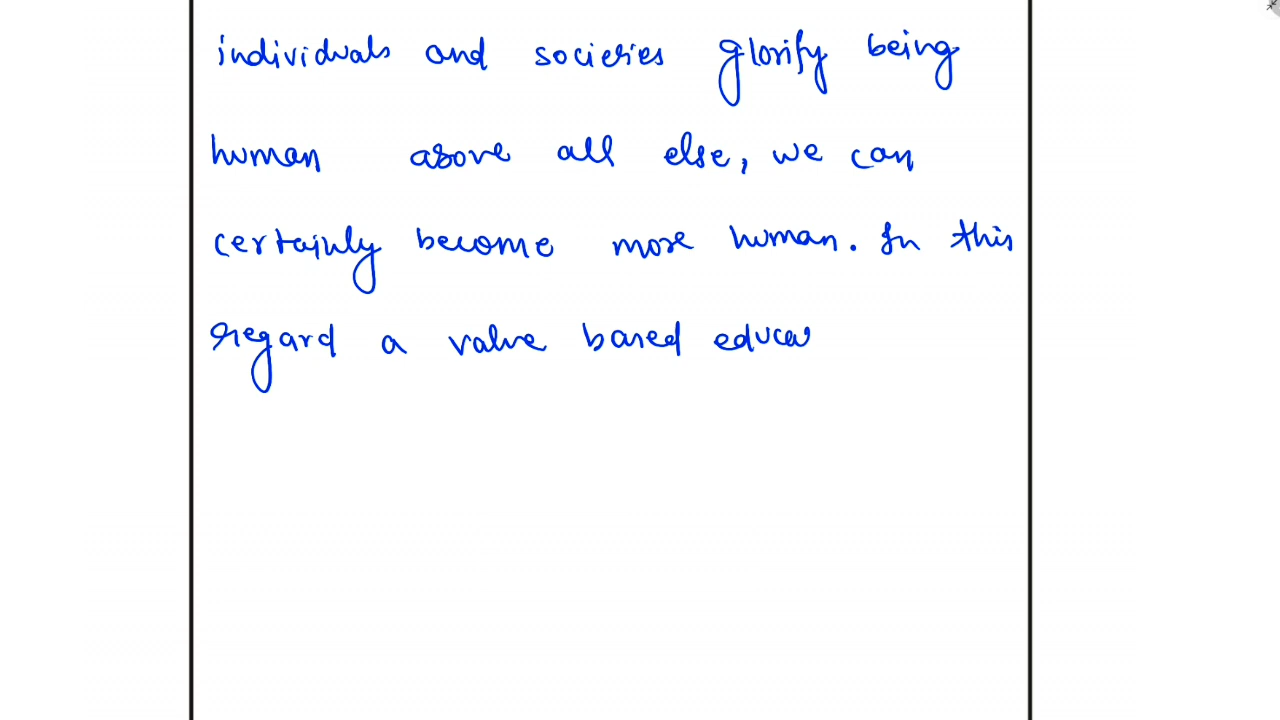 individuals and societies glorify being
human above all else, we can
certainly become more human. In this
regard a value based educa